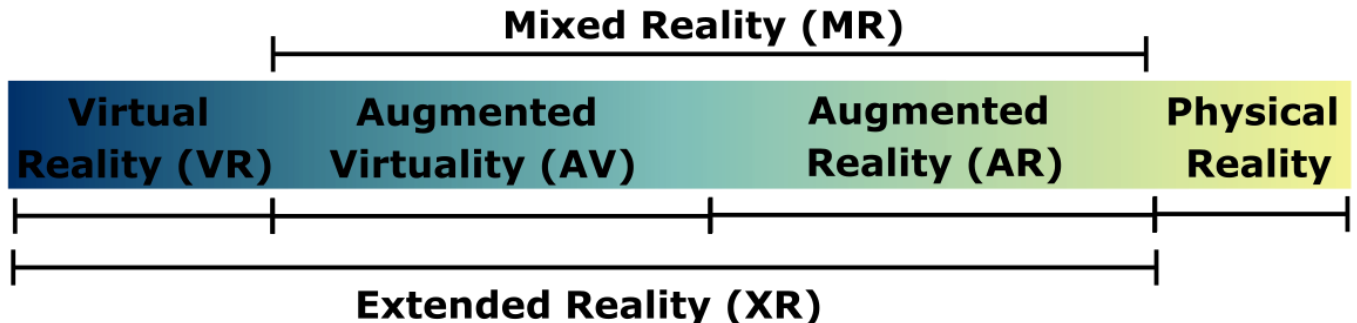 Mixed Reality (MR)
Virtual
Reality (VR)
Augmented
Virtuality (AV)
Augmented
Reality (AR)
Physical
Reality
Extended Reality (XR)